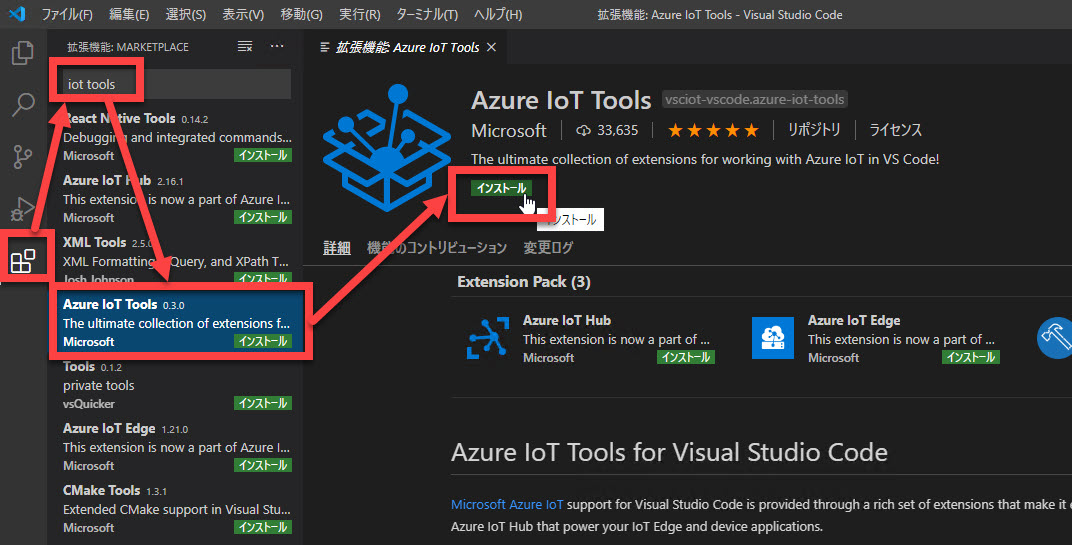 ファイル(F) 編集(E) 選択(S) 表示(V) 移動(G) 実行(R) ターミナル(T) ヘルプ(H) 拡張機能: Azure IoT Tools - Visual Studio Code
拡張機能: MARKETPLACE
iot tools
React Native Tools 0.14.2
Debugging and integrated commands...
Microsoft インストール
Azure IoT Hub 2.16.1
This extension is now a part of Azure I...
Microsoft インストール
XML Tools 2.5.0
XML Formatting, XQuery, and XPath T...
Josh Johnson インストール
Azure IoT Tools 0.3.0
The ultimate collection of extensions f...
Microsoft インストール
Tools 0.1.2
private tools
vsQuicker インストール
Azure IoT Edge 1.21.0
This extension is now a part of Azure I...
Microsoft インストール
CMake Tools 1.3.1
Extended CMake support in Visual Stu...
Microsoft インストール
拡張機能: Azure IoT Tools
Azure IoT Tools vsciot-vscode.azure-iot-tools
Microsoft 33,635 リポジトリ ライセンス
The ultimate collection of extensions for working with Azure IoT in VS Code!
インストール
インストール
詳細 機能のコントリビューション 変更ログ
Extension Pack (3)
Azure IoT Hub
This extension is now a part of ...
Microsoft インストール
Azure IoT Edge
This extension is now a part of ...
Microsoft インストール
Azure IoT Tools for Visual Studio Code
Microsoft Azure IoT support for Visual Studio Code is provided through a rich set of extensions that make it
Azure IoT Hub that power your IoT Edge and device applications.